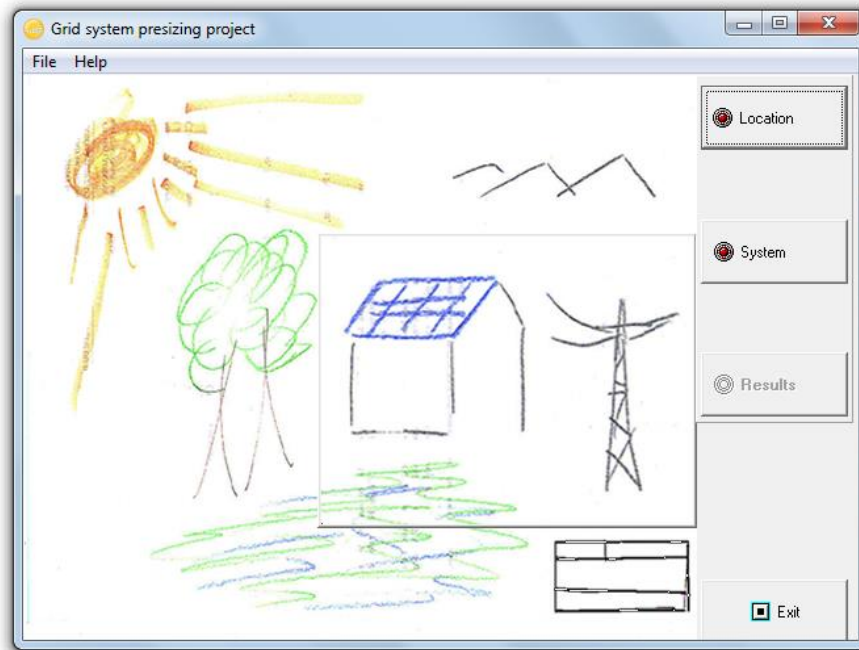 Grid system presizing project
File Help
Location
System
Results
Exit